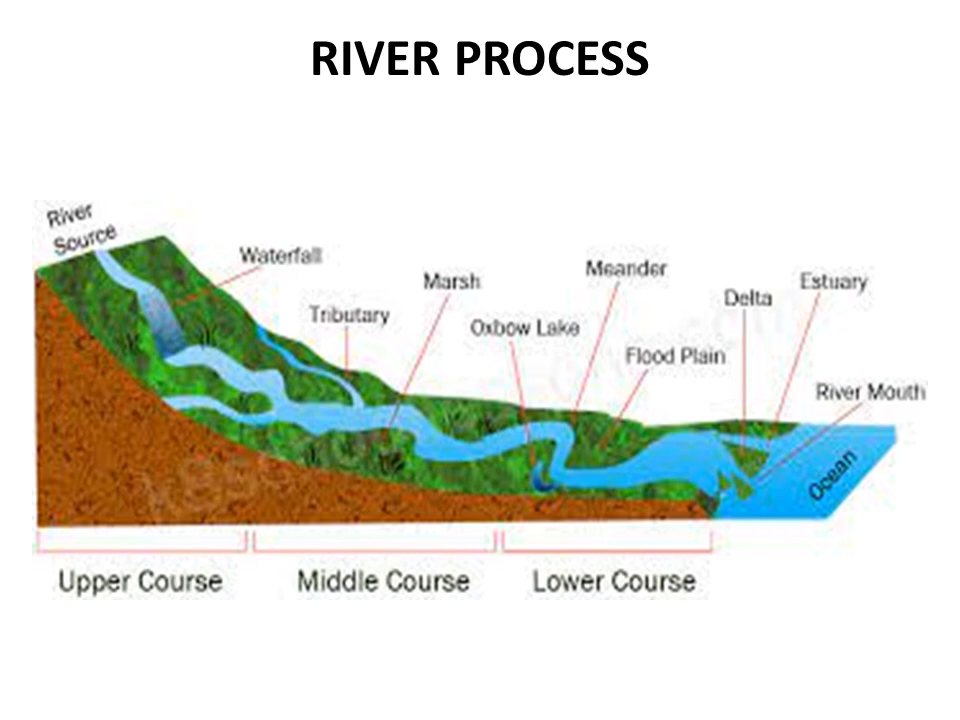 RIVER PROCESS
River
Source
Waterfall
Tributary
Marsh
Oxbow Lake
Meander
Flood Plain
Delta
Estuary
River Mouth
Ocean
Upper Course
Middle Course
Lower Course